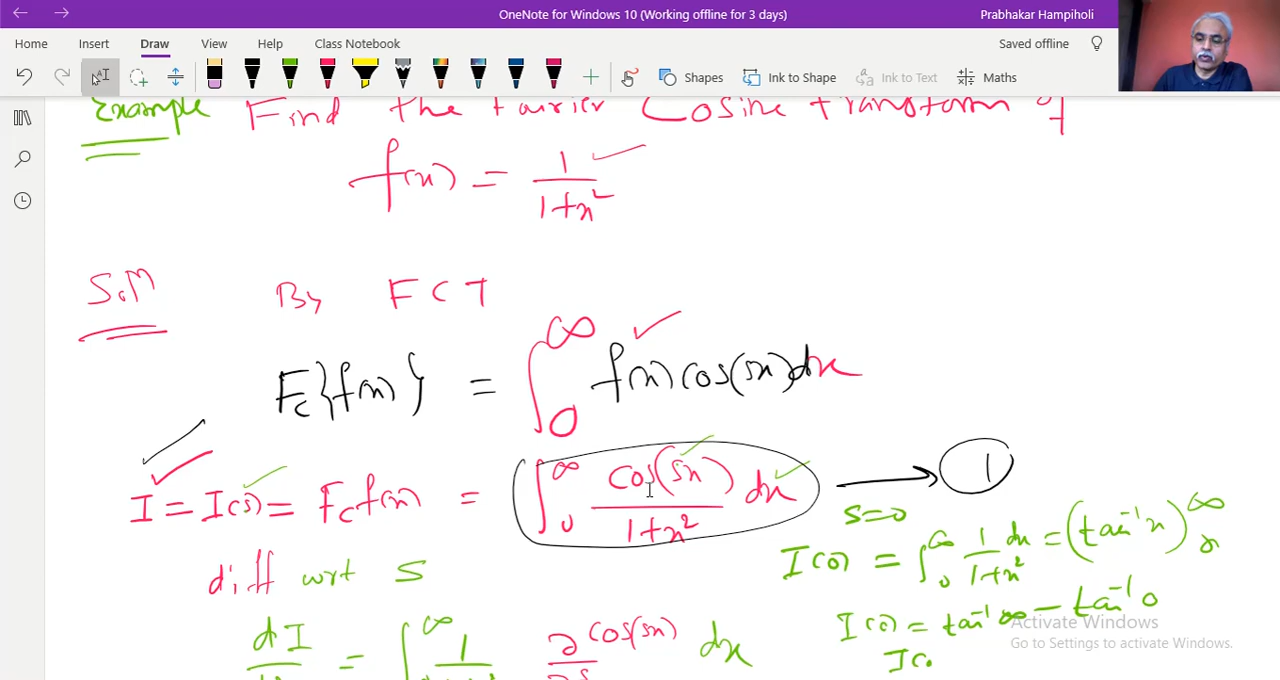 OneNote for Windows 10 (Working offline for 3 days)
Prabhakar Hampiholi
Home Insert Draw View Help Class Notebook
Saved offline
Shapes Ink to Shape Ink to Text Maths
Example Find the Fourier Cosine transform of
f(x) = 1/(1+x²)
Solⁿ By FCT
F_c{f(x)} = ∫₀^∞ f(x) cos(sx) dx
I = I(s) = F_c f(x) = ∫₀^∞ cos(sx)/(1+x²) dx → 1
diff wrt s
dI = ∫^∞ 1 ∂ cos(sx) dx
s=0
I(0) = ∫₀^∞ 1/(1+x²) dx = (tan⁻¹x)^∞
I(0) = tan⁻¹∞ − tan⁻¹0
I(0
Activate Windows
Go to Settings to activate Windows.